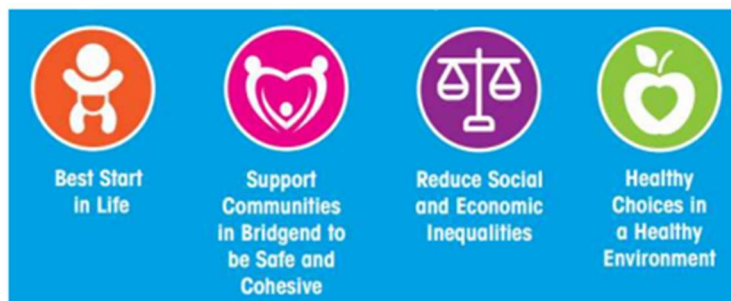 Best Start
in Life
Support
Communities
in Bridgend to
be Safe and
Cohesive
Reduce Social
and Economic
Inequalities
Healthy
Choices in
a Healthy
Environment